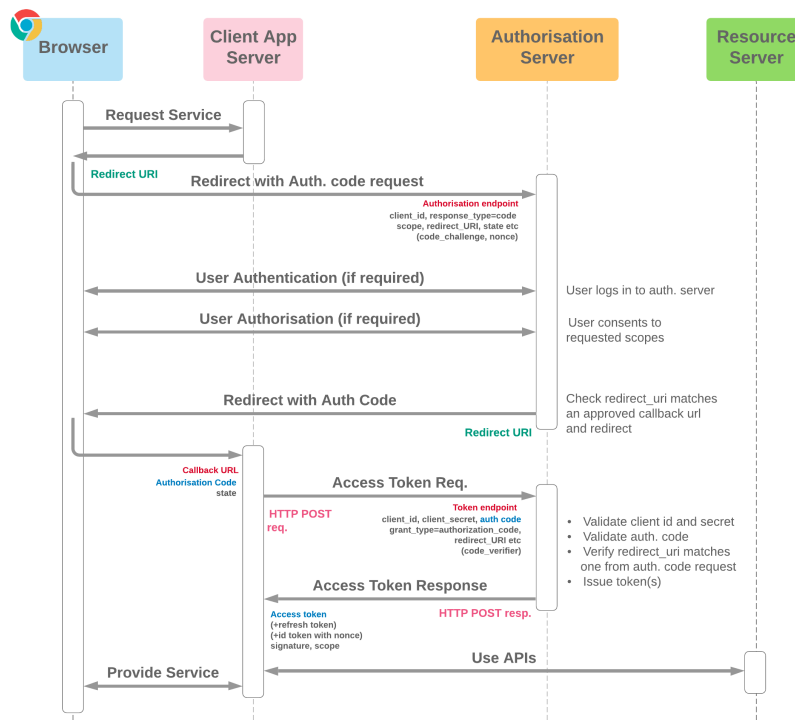 Browser
Client App
Server
Authorisation
Server
Resource
Server
Request Service
Redirect URI
Redirect with Auth. code request
Authorisation endpoint
client_id, response_type=code
scope, redirect_URI, state etc
(code_challenge, nonce)
User Authentication (if required)
User logs in to auth. server
User Authorisation (if required)
User consents to
requested scopes
Redirect with Auth Code
Check redirect_uri matches
an approved callback url
and redirect
Redirect URI
Callback URL
Authorisation Code
state
Access Token Req.
HTTP POST
req.
Token endpoint
client_id, client_secret, auth code
grant_type=authorization_code,
redirect_URI etc
(code_verifier)
• Validate client id and secret
• Validate auth. code
• Verify redirect_uri matches
one from auth. code request
• Issue token(s)
Access Token Response
HTTP POST resp.
Access token
(+refresh token)
(+id token with nonce)
signature, scope
Use APIs
Provide Service